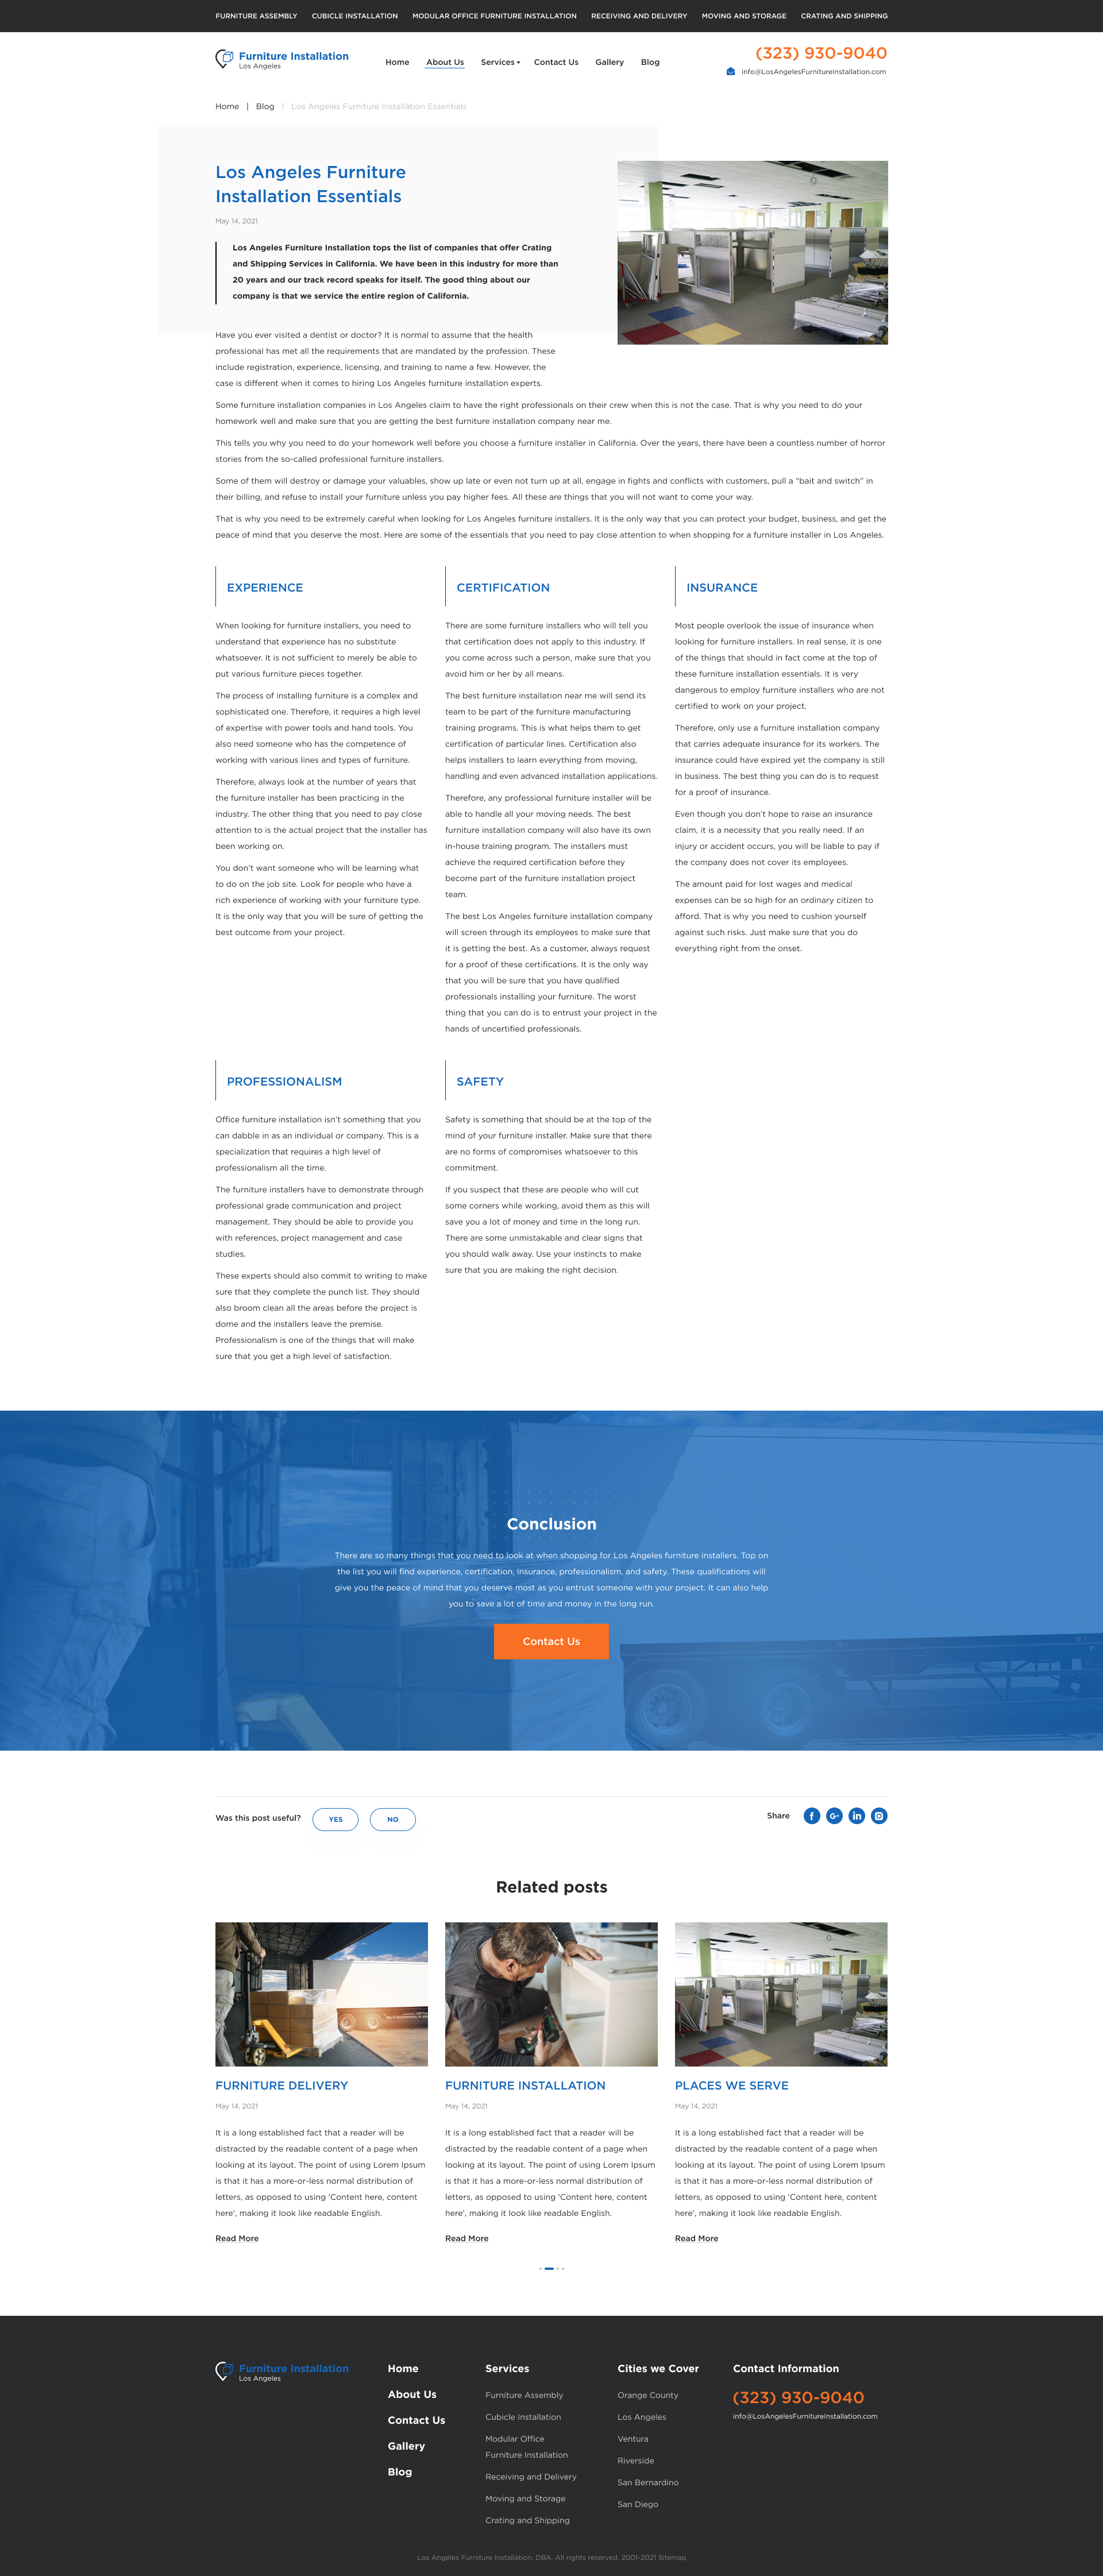 FURNITURE ASSEMBLY CUBICLE INSTALLATION MODULAR OFFICE FURNITURE INSTALLATION RECEIVING AND DELIVERY MOVING AND STORAGE CRATING AND SHIPPING
Furniture Installation
Los Angeles
Home About Us Services Contact Us Gallery Blog
(323) 930-9040
info@LosAngelesFurnitureInstallation.com
Home | Blog | Los Angeles Furniture Installation Essentials
Los Angeles Furniture
Installation Essentials
May 14, 2021
Los Angeles Furniture Installation tops the list of companies that offer Crating
and Shipping Services in California. We have been in this industry for more than
20 years and our track record speaks for itself. The good thing about our
company is that we service the entire region of California.
Have you ever visited a dentist or doctor? It is normal to assume that the health
professional has met all the requirements that are mandated by the profession. These
include registration, experience, licensing, and training to name a few. However, the
case is different when it comes to hiring Los Angeles furniture installation experts.
Some furniture installation companies in Los Angeles claim to have the right professionals on their crew when this is not the case. That is why you need to do your
homework well and make sure that you are getting the best furniture installation company near me.
This tells you why you need to do your homework well before you choose a furniture installer in California. Over the years, there have been a countless number of horror
stories from the so-called professional furniture installers.
Some of them will destroy or damage your valuables, show up late or even not turn up at all, engage in fights and conflicts with customers, pull a “bait and switch” in
their billing, and refuse to install your furniture unless you pay higher fees. All these are things that you will not want to come your way.
That is why you need to be extremely careful when looking for Los Angeles furniture installers. It is the only way that you can protect your budget, business, and get the
peace of mind that you deserve the most. Here are some of the essentials that you need to pay close attention to when shopping for a furniture installer in Los Angeles.
EXPERIENCE
When looking for furniture installers, you need to
understand that experience has no substitute
whatsoever. It is not sufficient to merely be able to
put various furniture pieces together.
The process of installing furniture is a complex and
sophisticated one. Therefore, it requires a high level
of expertise with power tools and hand tools. You
also need someone who has the competence of
working with various lines and types of furniture.
Therefore, always look at the number of years that
the furniture installer has been practicing in the
industry. The other thing that you need to pay close
attention to is the actual project that the installer has
been working on.
You don’t want someone who will be learning what
to do on the job site. Look for people who have a
rich experience of working with your furniture type.
It is the only way that you will be sure of getting the
best outcome from your project.
CERTIFICATION
There are some furniture installers who will tell you
that certification does not apply to this industry. If
you come across such a person, make sure that you
avoid him or her by all means.
The best furniture installation near me will send its
team to be part of the furniture manufacturing
training programs. This is what helps them to get
certification of particular lines. Certification also
helps installers to learn everything from moving,
handling and even advanced installation applications.
Therefore, any professional furniture installer will be
able to handle all your moving needs. The best
furniture installation company will also have its own
in-house training program. The installers must
achieve the required certification before they
become part of the furniture installation project
team.
The best Los Angeles furniture installation company
will screen through its employees to make sure that
it is getting the best. As a customer, always request
for a proof of these certifications. It is the only way
that you will be sure that you have qualified
professionals installing your furniture. The worst
thing that you can do is to entrust your project in the
hands of uncertified professionals.
INSURANCE
Most people overlook the issue of insurance when
looking for furniture installers. In real sense, it is one
of the things that should in fact come at the top of
these furniture installation essentials. It is very
dangerous to employ furniture installers who are not
certified to work on your project.
Therefore, only use a furniture installation company
that carries adequate insurance for its workers. The
insurance could have expired yet the company is still
in business. The best thing you can do is to request
for a proof of insurance.
Even though you don’t hope to raise an insurance
claim, it is a necessity that you really need. If an
injury or accident occurs, you will be liable to pay if
the company does not cover its employees.
The amount paid for lost wages and medical
expenses can be so high for an ordinary citizen to
afford. That is why you need to cushion yourself
against such risks. Just make sure that you do
everything right from the onset.
PROFESSIONALISM
Office furniture installation isn’t something that you
can dabble in as an individual or company. This is a
specialization that requires a high level of
professionalism all the time.
The furniture installers have to demonstrate through
professional grade communication and project
management. They should be able to provide you
with references, project management and case
studies.
These experts should also commit to writing to make
sure that they complete the punch list. They should
also broom clean all the areas before the project is
dome and the installers leave the premise.
Professionalism is one of the things that will make
sure that you get a high level of satisfaction.
SAFETY
Safety is something that should be at the top of the
mind of your furniture installer. Make sure that there
are no forms of compromises whatsoever to this
commitment.
If you suspect that these are people who will cut
some corners while working, avoid them as this will
save you a lot of money and time in the long run.
There are some unmistakable and clear signs that
you should walk away. Use your instincts to make
sure that you are making the right decision.
Conclusion
There are so many things that you need to look at when shopping for Los Angeles furniture installers. Top on
the list you will find experience, certification, insurance, professionalism, and safety. These qualifications will
give you the peace of mind that you deserve most as you entrust someone with your project. It can also help
you to save a lot of time and money in the long run.
Contact Us
Was this post useful? YES NO
Share
Related posts
FURNITURE DELIVERY
May 14, 2021
It is a long established fact that a reader will be
distracted by the readable content of a page when
looking at its layout. The point of using Lorem Ipsum
is that it has a more-or-less normal distribution of
letters, as opposed to using 'Content here, content
here', making it look like readable English.
Read More
FURNITURE INSTALLATION
May 14, 2021
It is a long established fact that a reader will be
distracted by the readable content of a page when
looking at its layout. The point of using Lorem Ipsum
is that it has a more-or-less normal distribution of
letters, as opposed to using 'Content here, content
here', making it look like readable English.
Read More
PLACES WE SERVE
May 14, 2021
It is a long established fact that a reader will be
distracted by the readable content of a page when
looking at its layout. The point of using Lorem Ipsum
is that it has a more-or-less normal distribution of
letters, as opposed to using 'Content here, content
here', making it look like readable English.
Read More
Furniture Installation
Los Angeles
Home
About Us
Contact Us
Gallery
Blog
Services
Furniture Assembly
Cubicle Installation
Modular Office
Furniture Installation
Receiving and Delivery
Moving and Storage
Crating and Shipping
Cities we Cover
Orange County
Los Angeles
Ventura
Riverside
San Bernardino
San Diego
Contact Information
(323) 930-9040
info@LosAngelesFurnitureInstallation.com
Los Angeles Furniture Installation, DBA. All rights reserved. 2001-2021 Sitemap